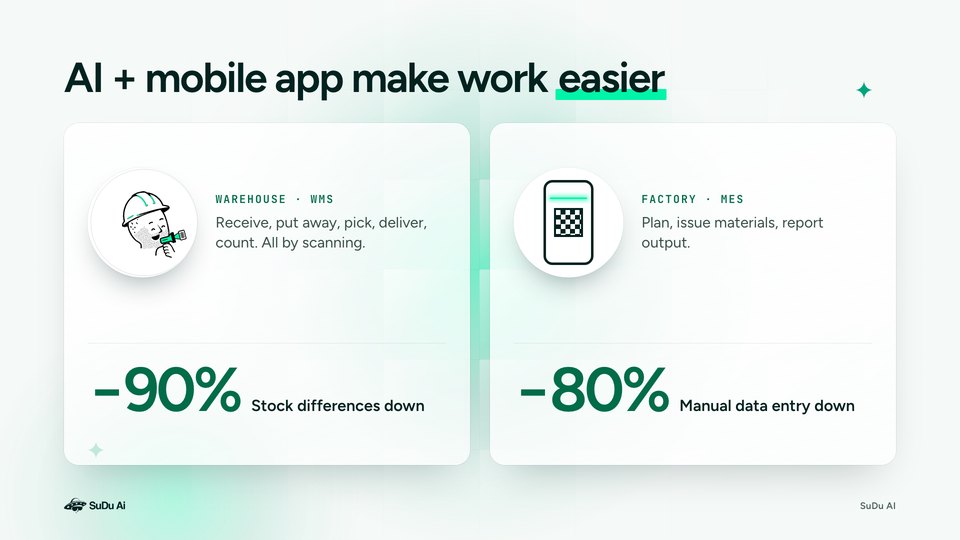 AI + mobile app make work easier
WAREHOUSE · WMS
Receive, put away, pick, deliver,
count. All by scanning.
−90% Stock differences down
FACTORY · MES
Plan, issue materials, report
output.
−80% Manual data entry down
SuDu Ai
SuDu AI